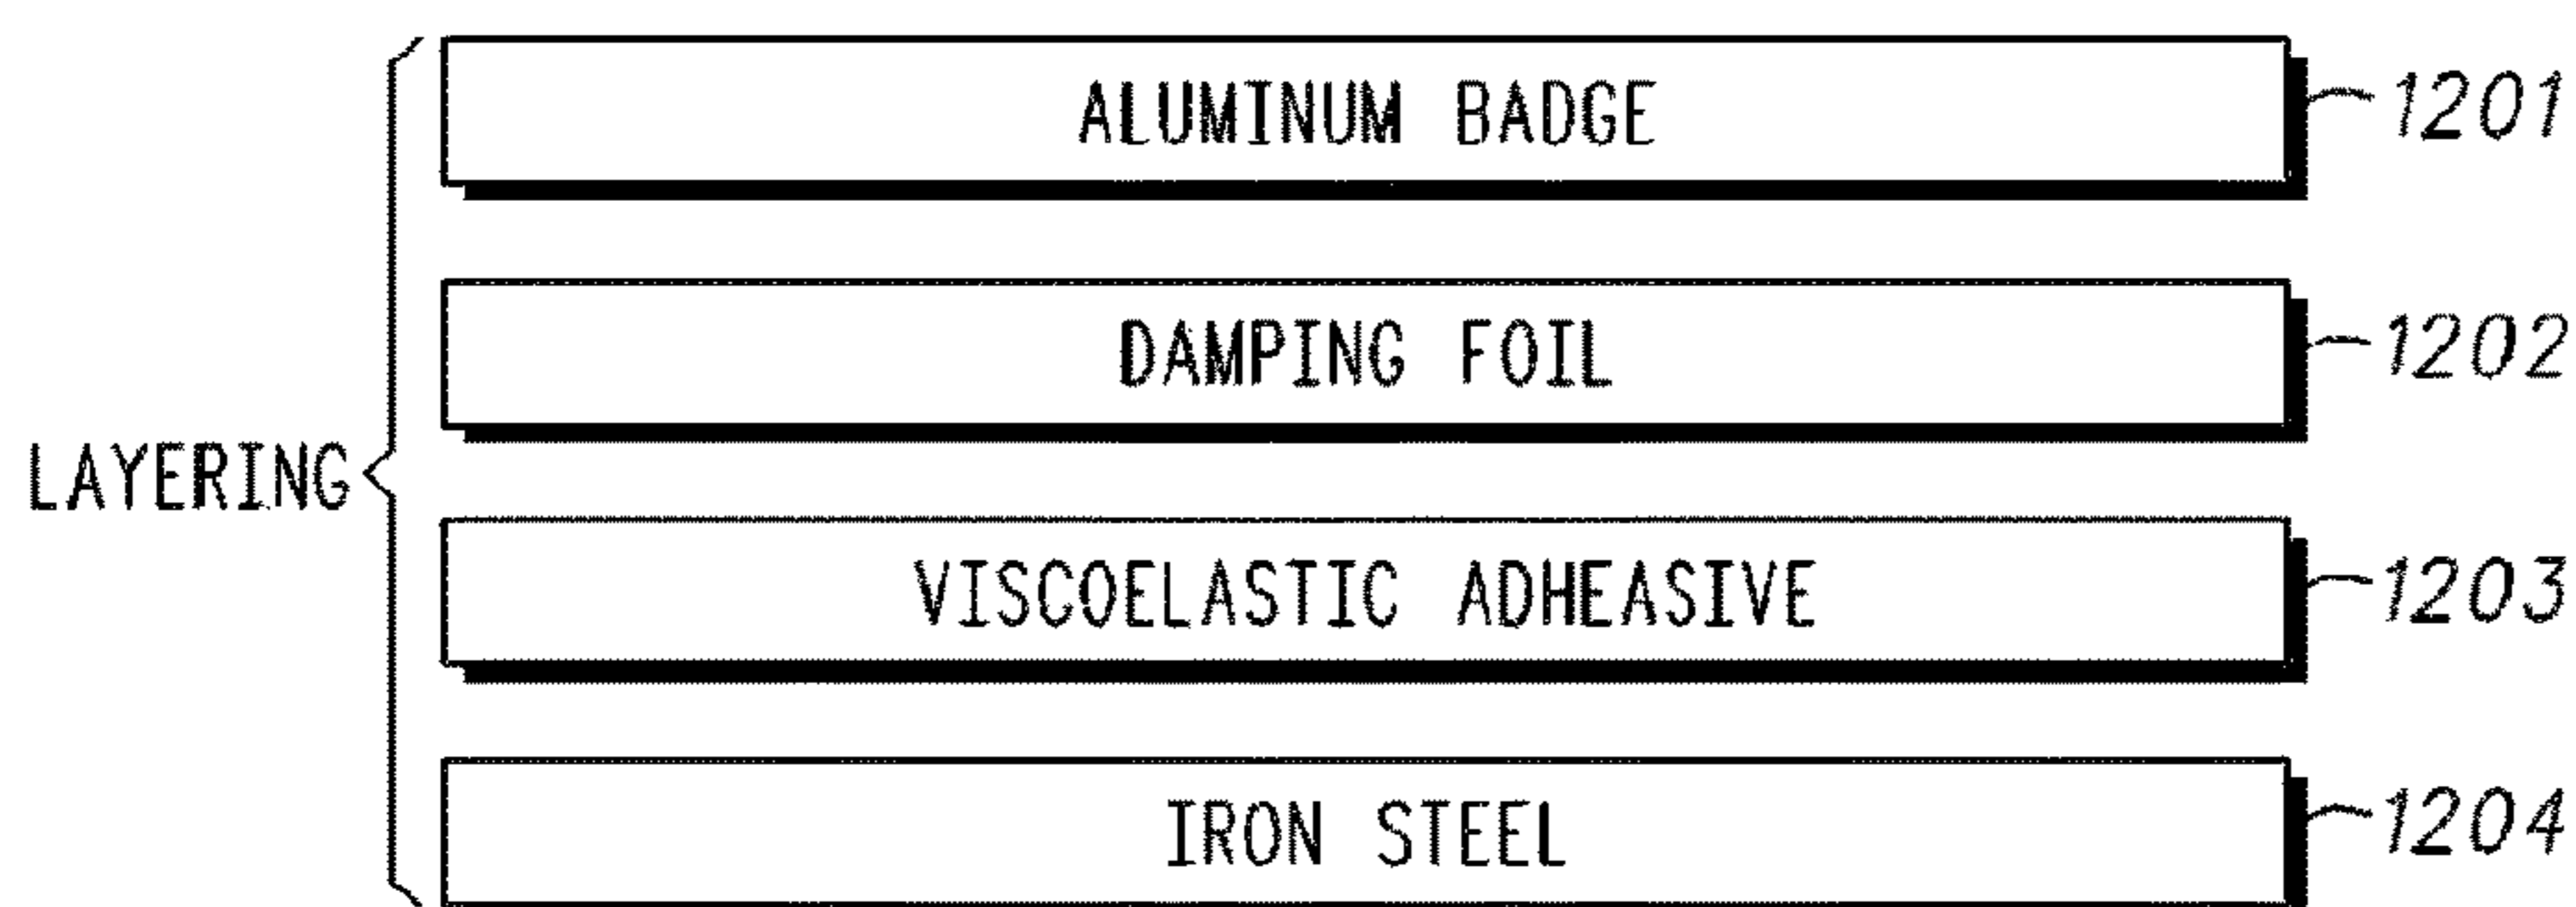 ALUMINUM BADGE 1201
DAMPING FOIL 1202
LAYERING
VISCOELASTIC ADHEASIVE 1203
IRON STEEL 1204